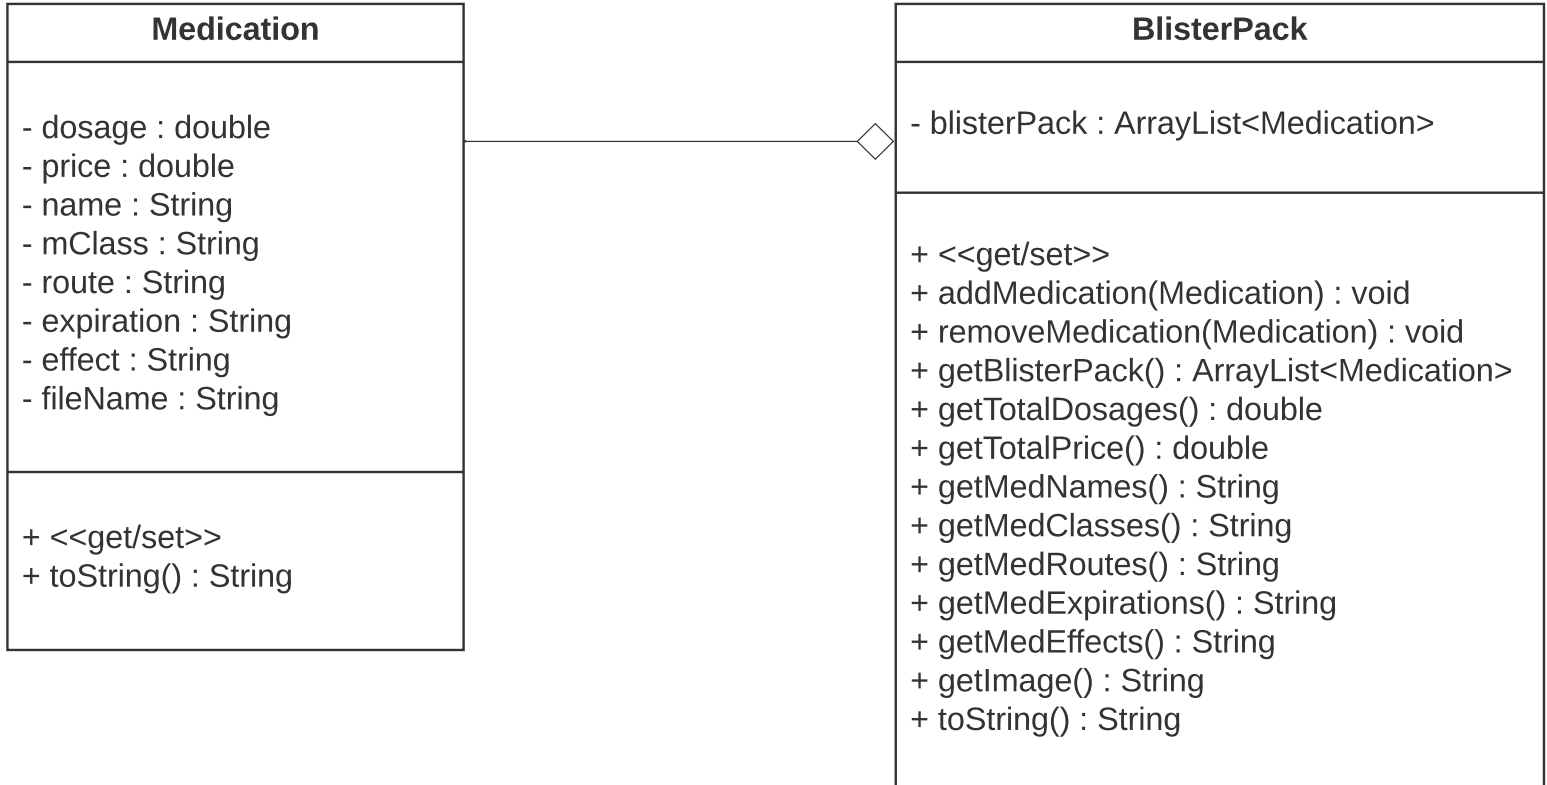 Medication
- dosage : double
- price : double
- name : String
- mClass : String
- route : String
- expiration : String
- effect : String
- fileName : String
+ <<get/set>>
+ toString() : String
BlisterPack
- blisterPack : ArrayList<Medication>
+ <<get/set>>
+ addMedication(Medication) : void
+ removeMedication(Medication) : void
+ getBlisterPack() : ArrayList<Medication>
+ getTotalDosages() : double
+ getTotalPrice() : double
+ getMedNames() : String
+ getMedClasses() : String
+ getMedRoutes() : String
+ getMedExpirations() : String
+ getMedEffects() : String
+ getImage() : String
+ toString() : String